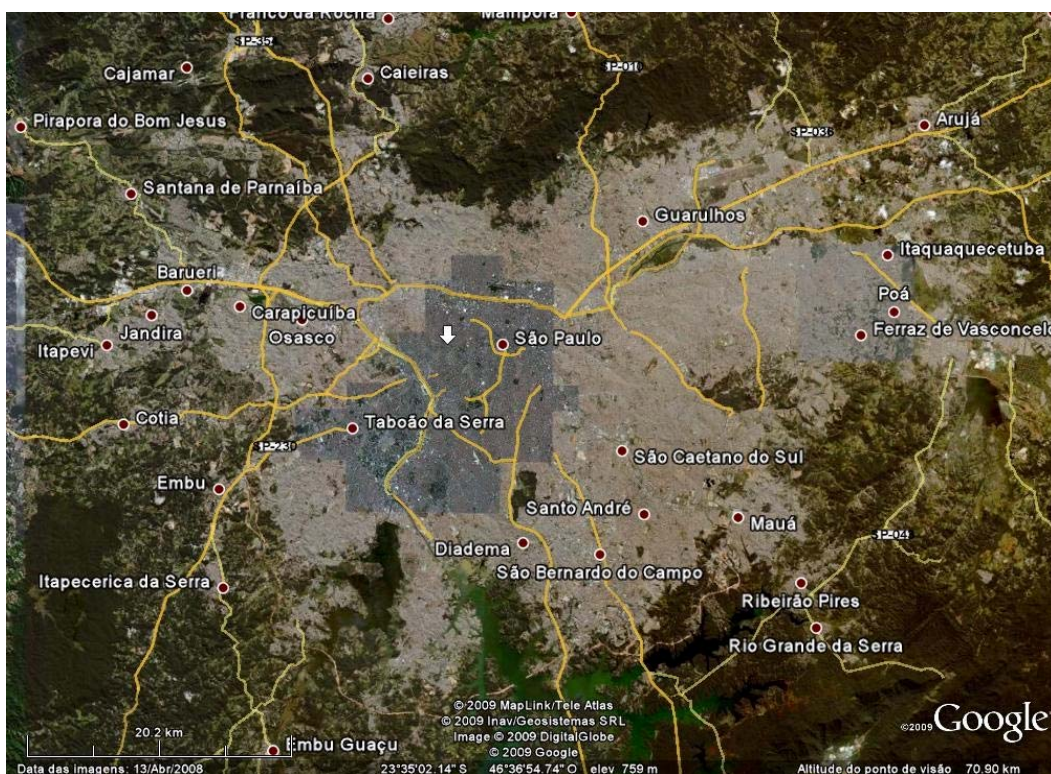 Franco da Rocha
Mairiporã
SP-354
Cajamar
Caieiras
SP-010
Pirapora do Bom Jesus
Arujá
SP-036
Santana de Parnaíba
Guarulhos
Itaquaquecetuba
Barueri
Poá
Carapicuíba
Jandira
Osasco
São Paulo
Ferraz de Vasconcelo
Itapevi
Cotia
Taboão da Serra
SP-230
São Caetano do Sul
Embu
Santo André
Mauá
Diadema
São Bernardo do Campo
Itapecerica da Serra
Ribeirão Pires
Rio Grande da Serra
© 2009 MapLink/Tele Atlas
© 2009 Inav/Geosistemas SRL
Image © 2009 DigitalGlobe
© 2009 Google
©2009 Google
20.2 km
Embu Guaçu
Data das imagens: 13/Abr/2008
23°35'02.14" S 46°36'54.74" O elev 759 m
Altitude do ponto de visão 70.90 km